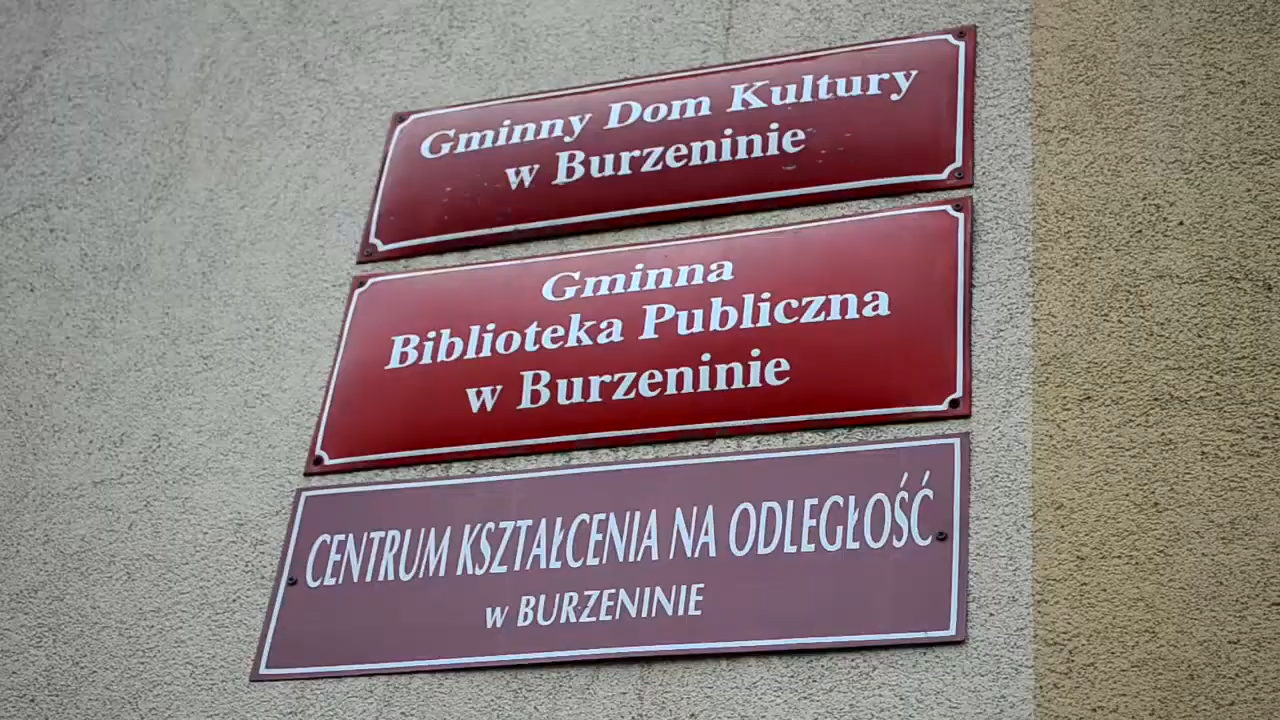 Gminny Dom Kultury
w Burzeninie
Gminna
Biblioteka Publiczna
w Burzeninie
CENTRUM KSZTAŁCENIA NA ODLEGŁOŚĆ
w BURZENINIE